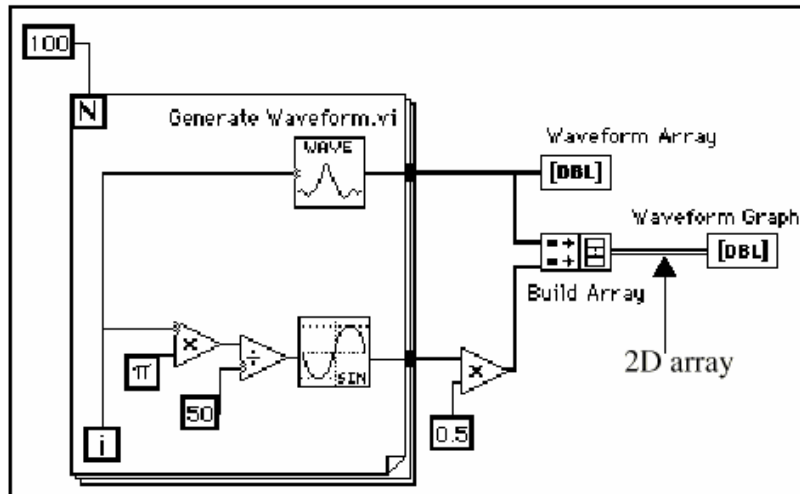 100
N
Generate Waveform.vi
WAVE
Waveform Array
[DBL]
Waveform Graph
[DBL]
Build Array
2D array
×
π
÷
SIN
50
×
0.5
i